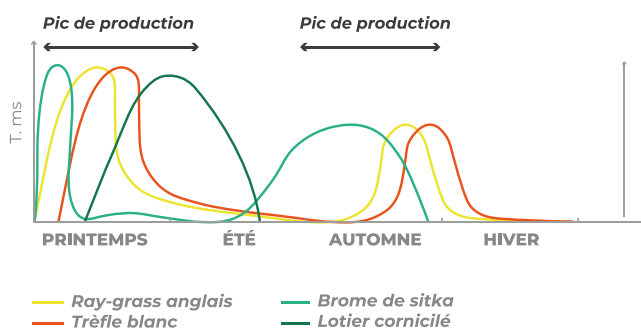 Pic de production Pic de production
T. ms
PRINTEMPS ÉTÉ AUTOMNE HIVER
Ray-grass anglais Brome de sitka
Trèfle blanc Lotier cornicilé